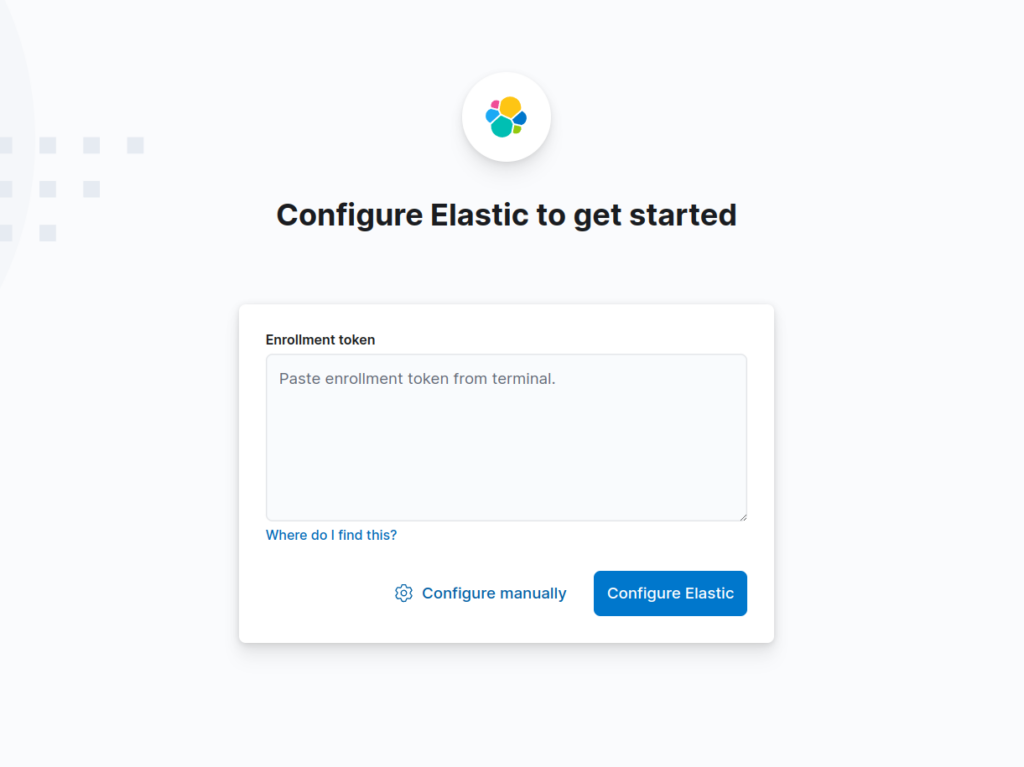 Configure Elastic to get started
Enrollment token
Paste enrollment token from terminal.
Where do I find this?
Configure manually
Configure Elastic